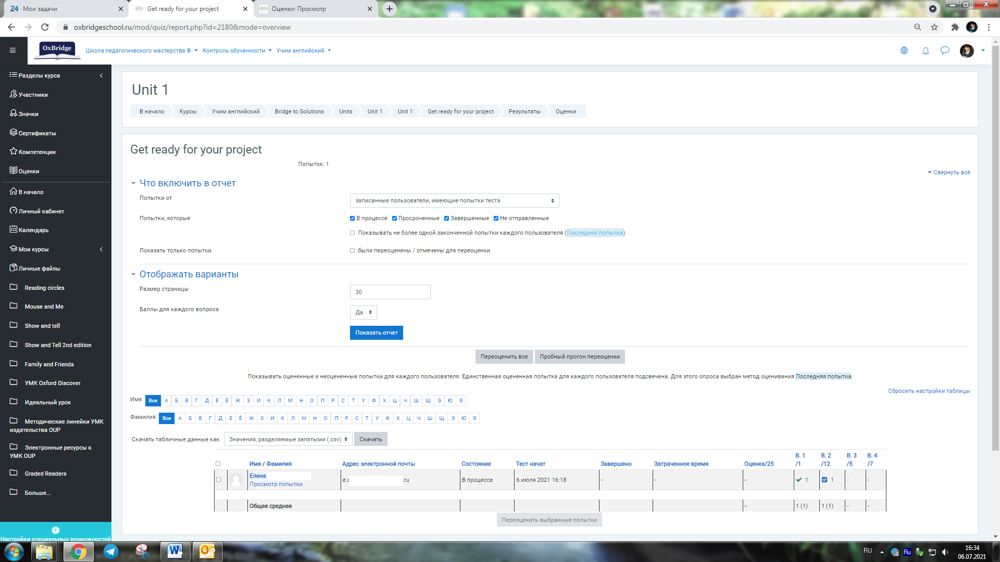 24 Мои задачи
Get ready for your project
Оценки: Просмотр
oxbridgeschool.ru/mod/quiz/report.php?id=2180&mode=overview
OxBridge
Школа педагогического мастерства ® Контроль обученности Учим английский
Разделы курса
Участники
Значки
Сертификаты
Компетенции
Оценки
В начало
Личный кабинет
Календарь
Мои курсы
Личные файлы
Reading circles
Mouse and Me
Show and tell
Show and Tell 2nd edition
Family and Friends
УМК Oxford Discover
Идеальный урок
Методические линейки УМК
издательства OUP
Электронные ресурсы к
УМК OUP
Graded Readers
Больше...
Настройки специальных возможностей
Unit 1
В начало Курсы Учим английский Bridge to Solutions Units Unit 1 Unit 1 Get ready for your project Результаты Оценки
Get ready for your project
Попыток: 1
Свернуть всё
Что включить в отчет
Попытки от записанные пользователи, имеющие попытки теста
Попытки, которые В процессе Просроченные Завершенные Не отправленные
Показывать не более одной законченной попытки каждого пользователя (Последняя попытка)
Показать только попытки были переоценены / отмечены для переоценки
Отображать варианты
Размер страницы 30
Баллы для каждого вопроса Да
Показать отчет
Переоценить все Пробный прогон переоценки
Показывать оцененные и неоцененные попытки для каждого пользователя. Единственная оцененная попытка для каждого пользователя подсвечена. Для этого опроса выбран метод оценивания Последняя попытка.
Сбросить настройки таблицы
Имя Все А Б В Г Д Е Ё Ж З И К Л М Н О П Р С Т У Ф Х Ц Ч Ш Щ Э Ю Я
Фамилия Все А Б В Г Д Е Ё Ж З И К Л М Н О П Р С Т У Ф Х Ц Ч Ш Щ Э Ю Я
Скачать табличные данные как Значения, разделяемые запятыми (.csv) Скачать
Имя / Фамилия Адрес электронной почты Состояние Тест начат Завершено Затраченное время Оценка/25 В. 1 /1 В. 2 /12 В. 3 /5 В. 4 /7
Елена
Просмотр попытки
e.a .ru В процессе 6 июля 2021 16:18 - - - 1 1 - -
Общее среднее - 1 (1) 1 (1) - -
Переоценить выбранные попытки
RU Ru 16:34
06.07.2021